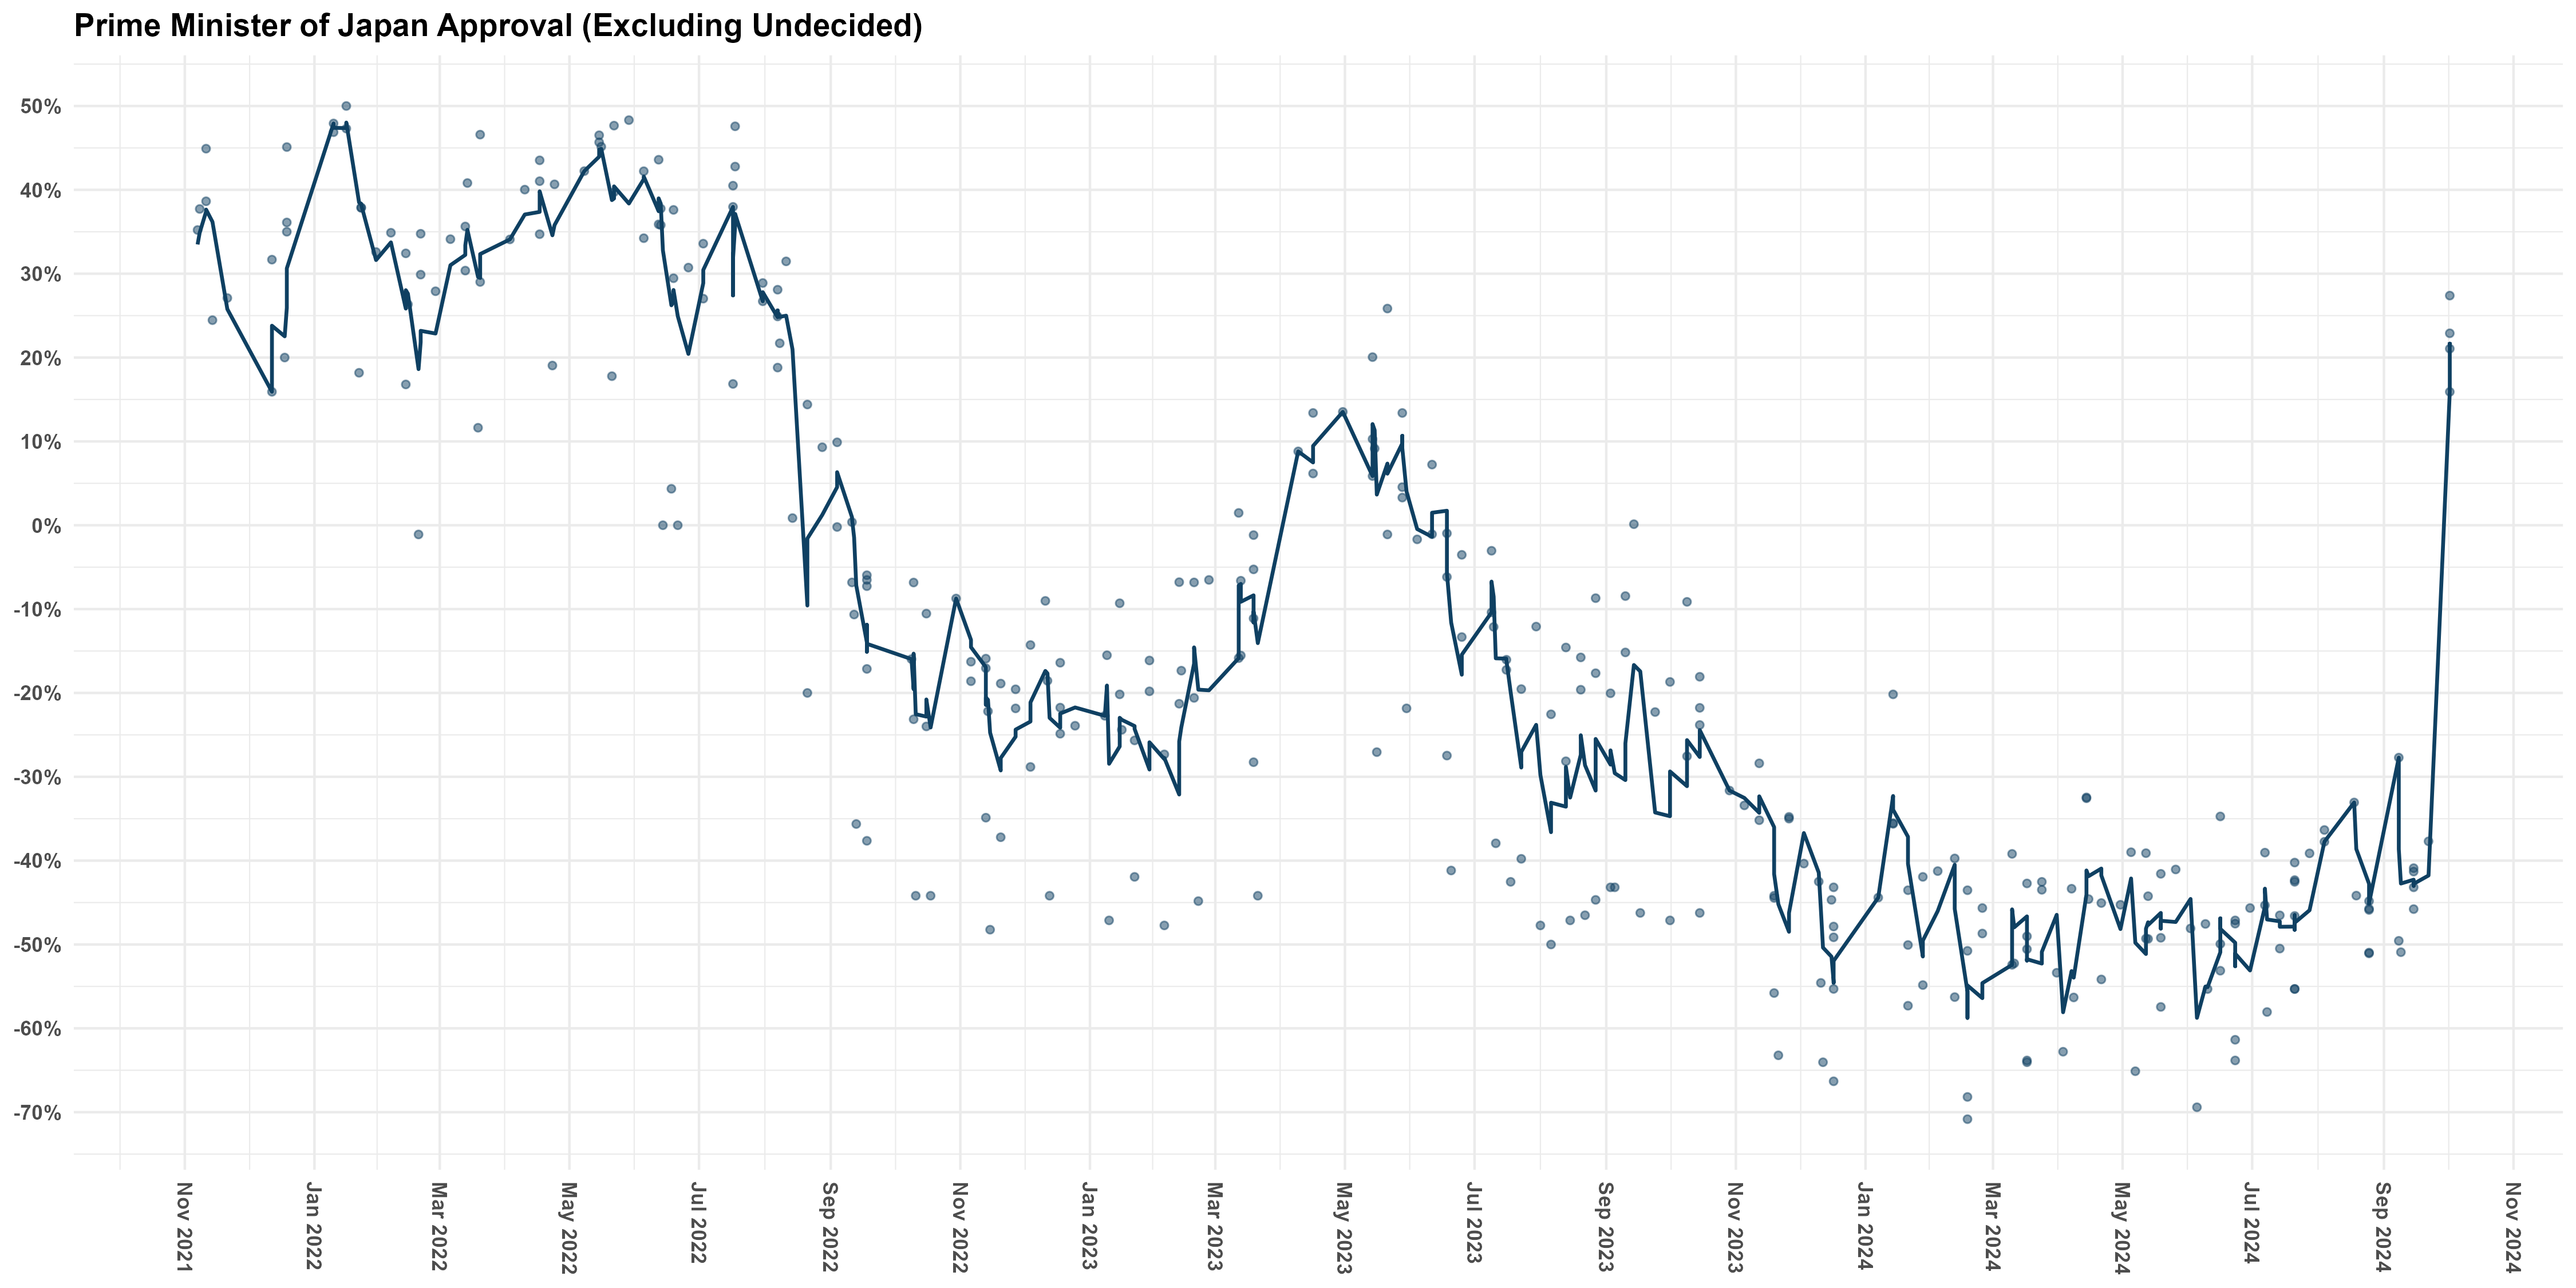 Prime Minister of Japan Approval (Excluding Undecided)
50%
40%
30%
20%
10%
0%
-10%
-20%
-30%
-40%
-50%
-60%
-70%
Nov 2021
Jan 2022
Mar 2022
May 2022
Jul 2022
Sep 2022
Nov 2022
Jan 2023
Mar 2023
May 2023
Jul 2023
Sep 2023
Nov 2023
Jan 2024
Mar 2024
May 2024
Jul 2024
Sep 2024
Nov 2024